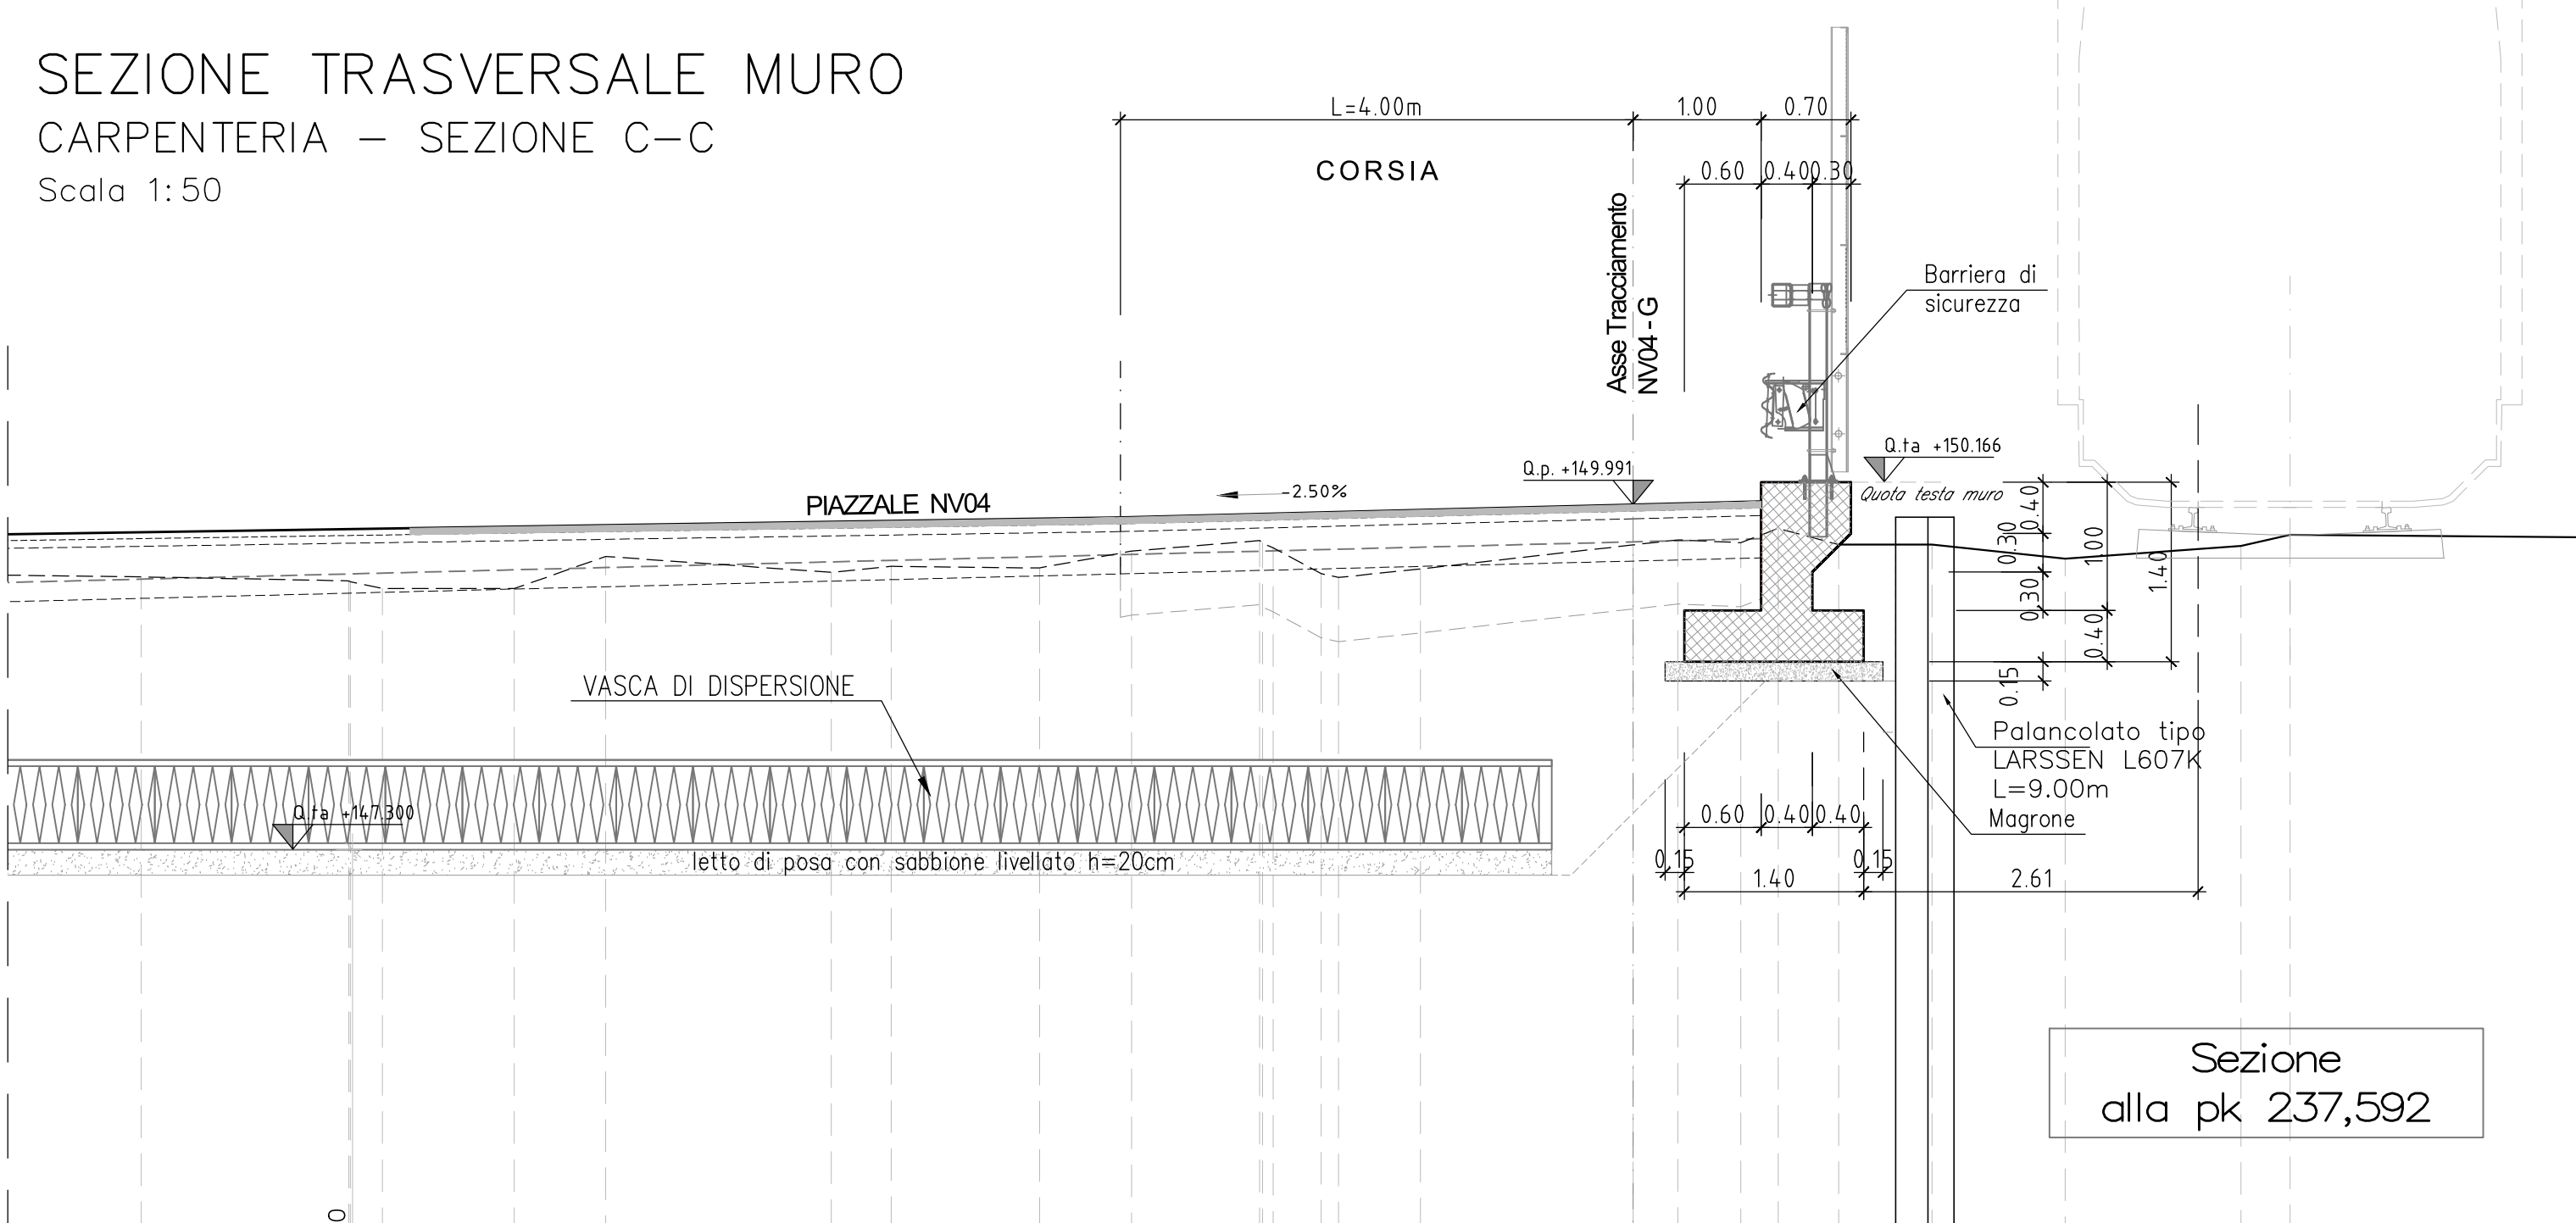 SEZIONE TRASVERSALE MURO
CARPENTERIA - SEZIONE C-C
Scala 1:50
L=4.00m
1.00
0.70
CORSIA
0.60
0.40
0.30
Asse Tracciamento
NV04-G
Barriera di
sicurezza
Q.ta +150.166
Quota testa muro
Q.p. +149.991
-2.50%
PIAZZALE NV04
0.40
0.30
0.30
1.00
0.40
1.40
0.15
VASCA DI DISPERSIONE
Palancolato tipo
LARSSEN L607K
L=9.00m
Magrone
Q.ta +147.300
letto di posa con sabbione livellato h=20cm
0.60
0.40
0.40
0.15
0.15
1.40
2.61
Sezione
alla pk 237,592
0